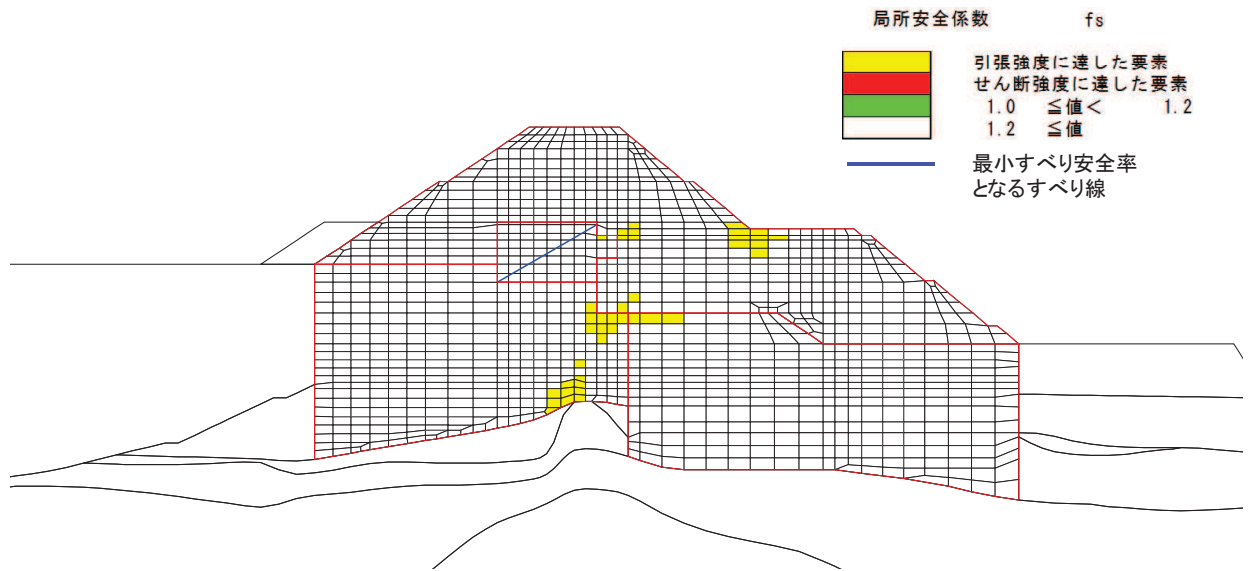 局所安全係数 fs
引張強度に達した要素
せん断強度に達した要素
1.0 ≦値< 1.2
1.2 ≦値
最小すべり安全率
となるすべり線